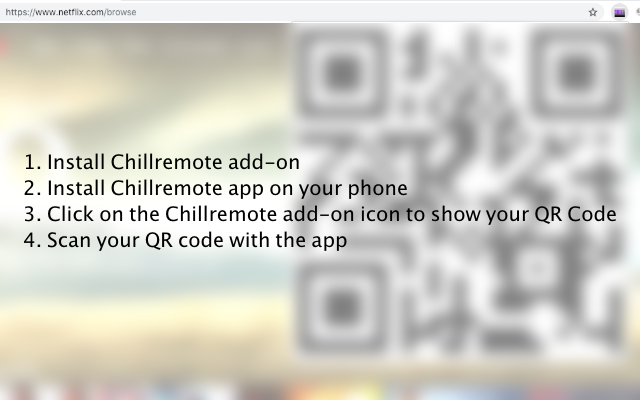 https://www.netflix.com/browse
1. Install Chillremote add-on
2. Install Chillremote app on your phone
3. Click on the Chillremote add-on icon to show your QR Code
4. Scan your QR code with the app